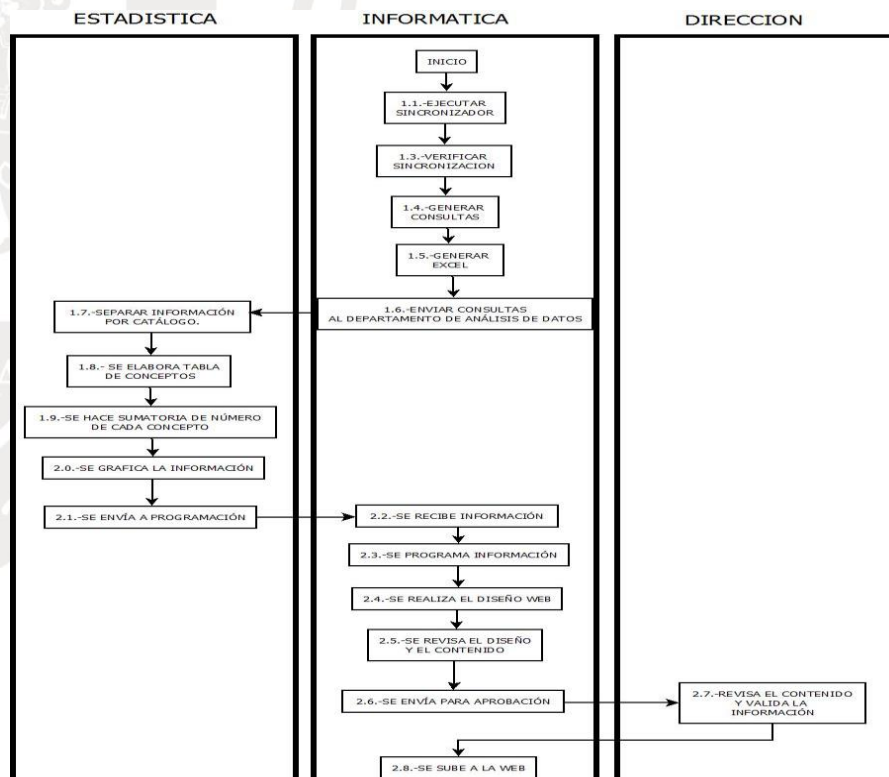 ESTADISTICA
INFORMATICA
DIRECCION
INICIO
1.1.-EJECUTAR
SINCRONIZADOR
1.3.-VERIFICAR
SINCRONIZACION
1.4.-GENERAR
CONSULTAS
1.5.-GENERAR
EXCEL
1.6.-ENVIAR CONSULTAS
AL DEPARTAMENTO DE ANÁLISIS DE DATOS
1.7.-SEPARAR INFORMACIÓN
POR CATÁLOGO.
1.8.- SE ELABORA TABLA
DE CONCEPTOS
1.9.-SE HACE SUMATORIA DE NÚMERO
DE CADA CONCEPTO
2.0.-SE GRAFICA LA INFORMACIÓN
2.1.-SE ENVÍA A PROGRAMACIÓN
2.2.-SE RECIBE INFORMACIÓN
2.3.-SE PROGRAMA INFORMACIÓN
2.4.-SE REALIZA EL DISEÑO WEB
2.5.-SE REVISA EL DISEÑO
Y EL CONTENIDO
2.6.-SE ENVÍA PARA APROBACIÓN
2.7.-REVISA EL CONTENIDO
Y VALIDA LA
INFORMACIÓN
2.8.-SE SUBE A LA WEB